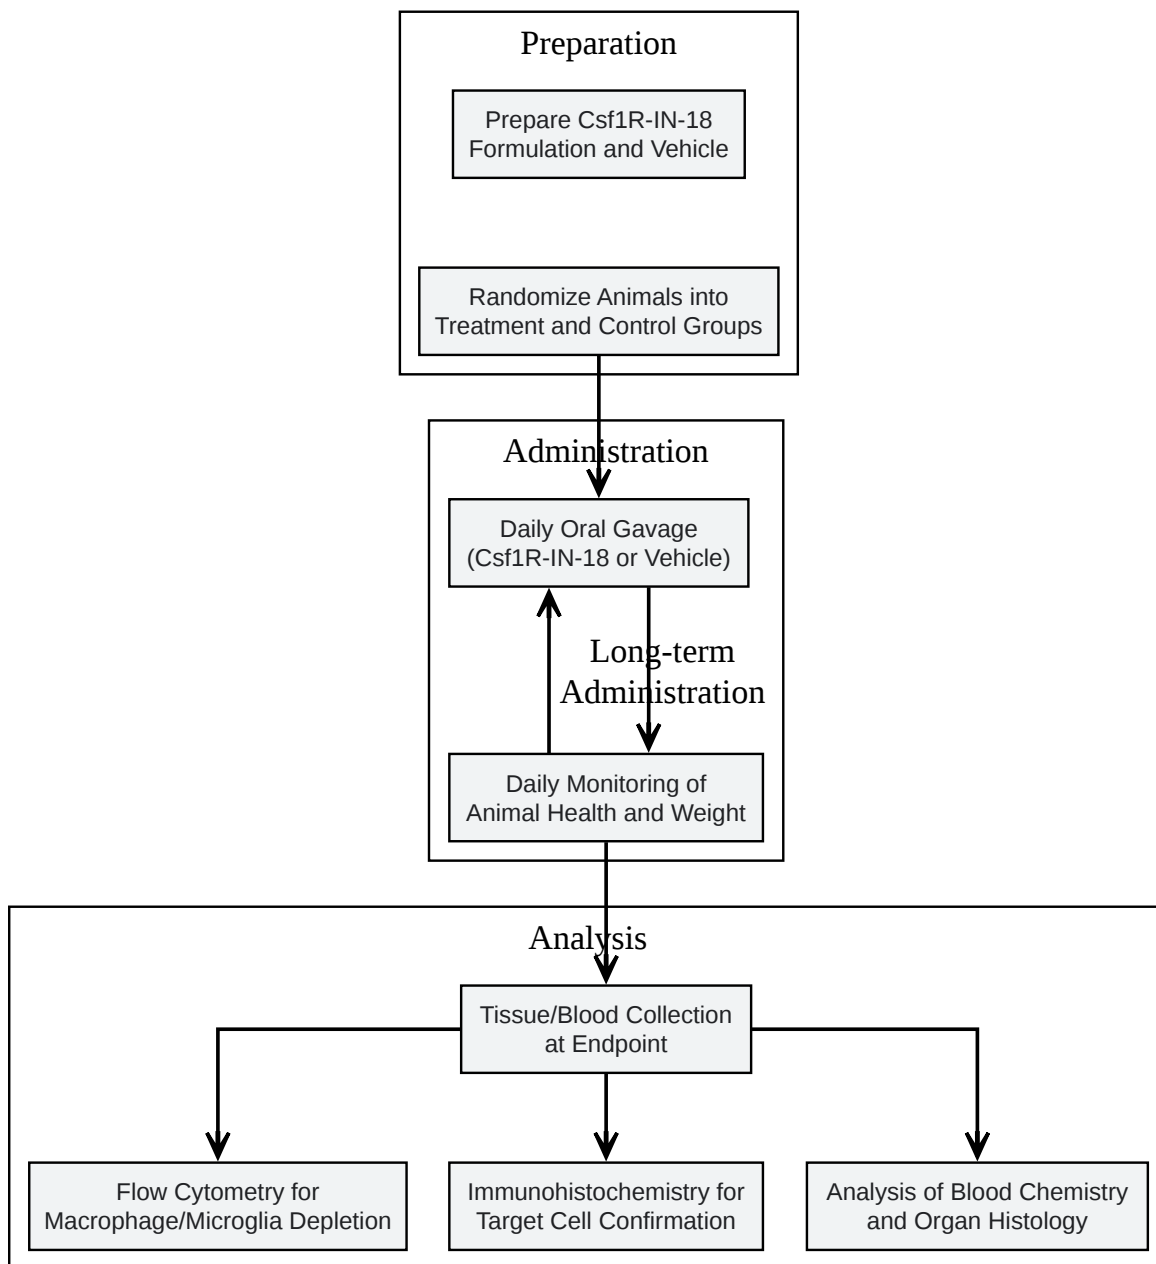 Preparation
Prepare Csf1R-IN-18
Formulation and Vehicle
Randomize Animals into
Treatment and Control Groups
Administration
Daily Oral Gavage
(Csf1R-IN-18 or Vehicle)
Long-term
Administration
Daily Monitoring of
Animal Health and Weight
Analysis
Tissue/Blood Collection
at Endpoint
Flow Cytometry for
Macrophage/Microglia Depletion
Immunohistochemistry for
Target Cell Confirmation
Analysis of Blood Chemistry
and Organ Histology